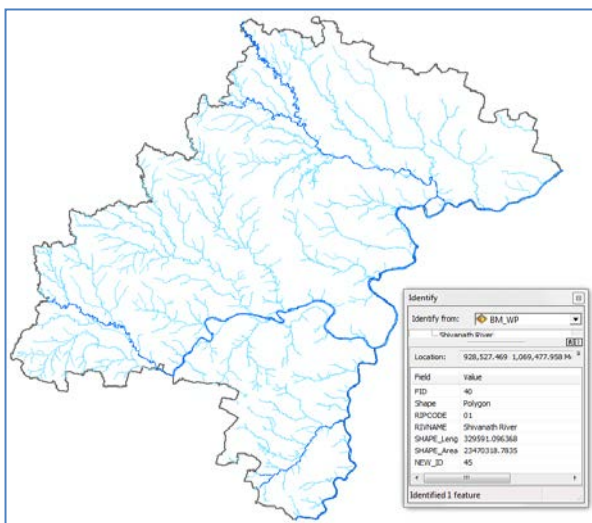 Identify
Identify from: BM_WP
Shivanath River
Location: 928,527.469 1,069,477.958 M
Field Value
FID 40
Shape Polygon
RIPCODE 01
RIVNAME Shivanath River
SHAPE_Leng 329591.096368
SHAPE_Area 23470318.7835
NEW_ID 45
Identified 1 feature